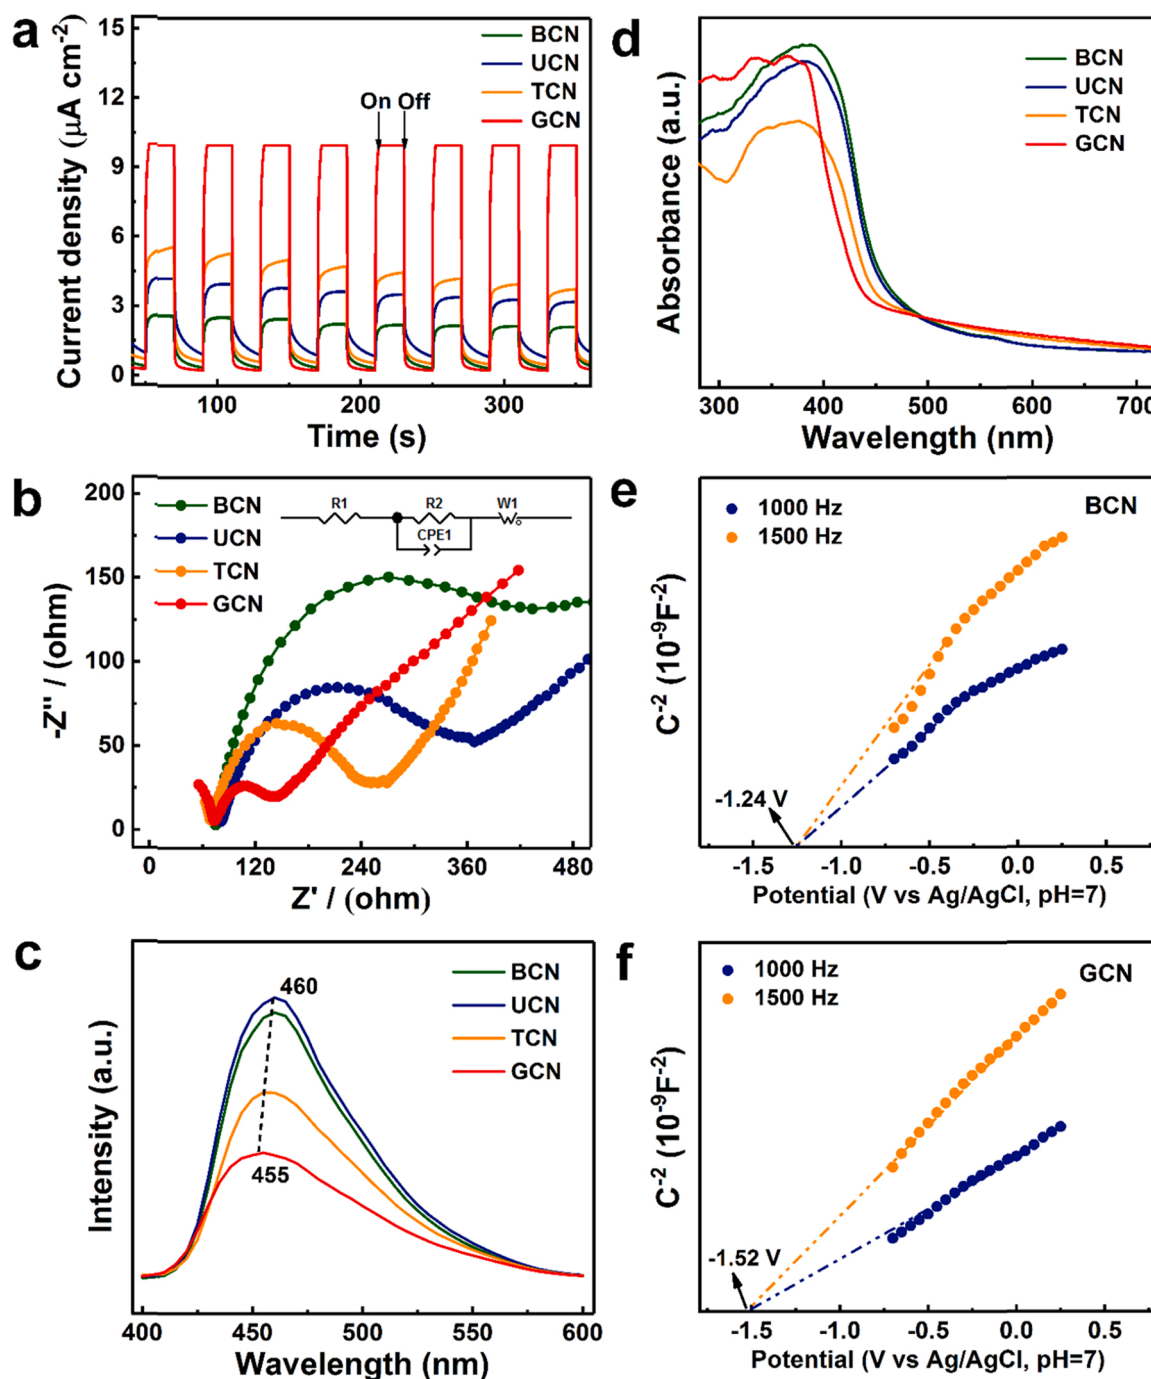 a
Current density (μA cm-2)
15
12
9
6
3
0
On Off
BCN
UCN
TCN
GCN
100
200
300
Time (s)
d
Absorbance (a.u.)
BCN
UCN
TCN
GCN
300
400
500
600
700
Wavelength (nm)
b
-Z" / (ohm)
200
150
100
50
0
BCN
UCN
TCN
GCN
R1
R2
W1
CPE1
0
120
240
360
480
Z' / (ohm)
e
C-2 (10-9F-2)
1000 Hz
1500 Hz
BCN
-1.24 V
-1.5
-1.0
-0.5
0.0
0.5
Potential (V vs Ag/AgCl, pH=7)
c
Intensity (a.u.)
460
455
BCN
UCN
TCN
GCN
400
450
500
550
600
Wavelength (nm)
f
C-2 (10-9F-2)
1000 Hz
1500 Hz
GCN
-1.52 V
-1.5
-1.0
-0.5
0.0
0.5
Potential (V vs Ag/AgCl, pH=7)